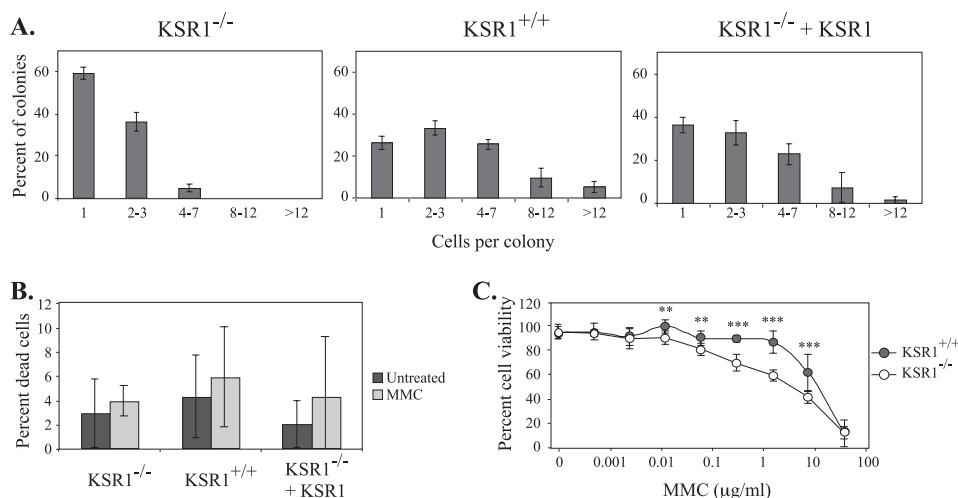 A.
KSR1-/-
KSR1+/+
KSR1-/- + KSR1
Percent of colonies
60
40
20
0
60
40
20
0
60
40
20
0
1 2-3 4-7 8-12 >12
1 2-3 4-7 8-12 >12
1 2-3 4-7 8-12 >12
Cells per colony
B.
Percent dead cells
12
10
8
6
4
2
0
KSR1-/-
KSR1+/+
KSR1-/-
+ KSR1
Untreated
MMC
C.
Percent cell viability
120
100
80
60
40
20
0
** ** *** *** ***
KSR1+/+
KSR1-/-
0 0.001 0.01 0.1 1 10 100
MMC (µg/ml)